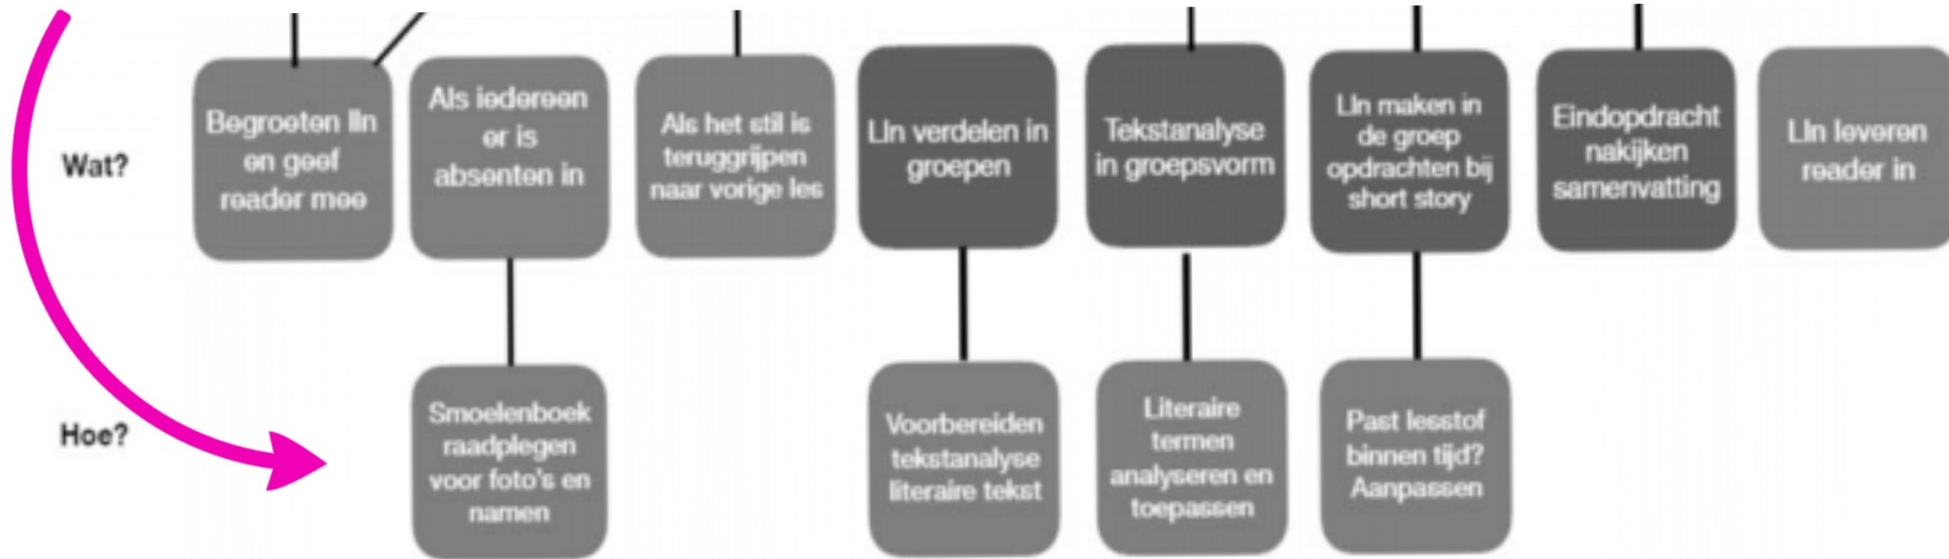 Wat?
Begroeten lln
en geef
reader mee
Als iedereen
er is
absenten in
Als het stil is
teruggrijpen
naar vorige les
Lln verdelen in
groepen
Tekstanalyse
in groepsvorm
Lln maken in
de groep
opdrachten bij
short story
Eindopdracht
nakijken
samenvatting
Lln leveren
reader in
Hoe?
Smoelenboek
raadplegen
voor foto's en
namen
Voorbereiden
tekstanalyse
literaire tekst
Literaire
termen
analyseren en
toepassen
Past lesstof
binnen tijd?
Aanpassen